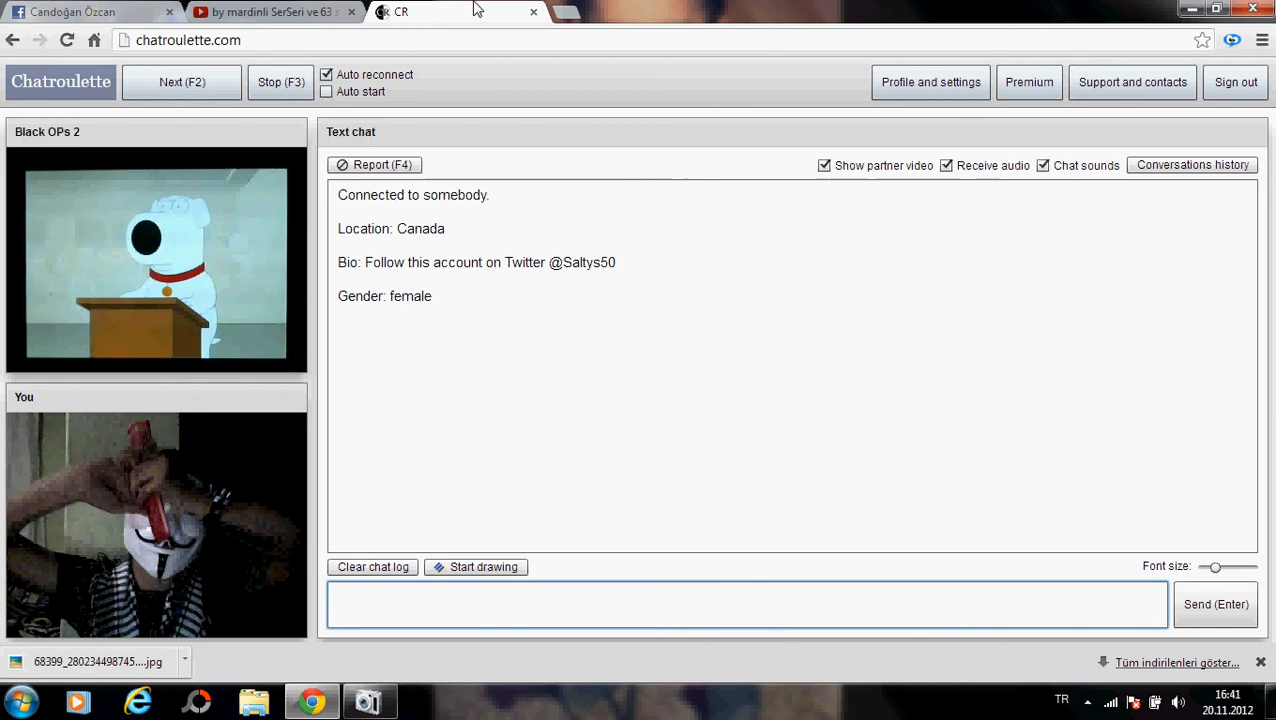 Candoğan Özcan
by mardinli SerSeri ve 63
CR
chatroulette.com
Chatroulette
Next (F2)
Stop (F3)
Auto reconnect
Auto start
Profile and settings
Premium
Support and contacts
Sign out
Black OPs 2
Text chat
Report (F4)
Show partner video
Receive audio
Chat sounds
Conversations history
Connected to somebody.
Location: Canada
Bio: Follow this account on Twitter @Saltys50
Gender: female
You
Clear chat log
Start drawing
Font size:
Send (Enter)
68399_280234498745....jpg
Tüm indirilenleri göster...
TR
16:41
20.11.2012